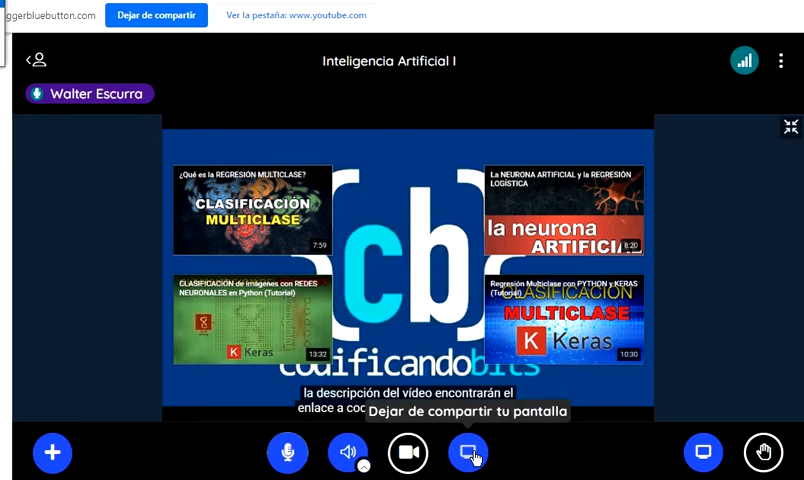 ggerbluebutton.com
Dejar de compartir
Ver la pestaña: www.youtube.com
Inteligencia Artificial I
Walter Escurra
¿Qué es la REGRESIÓN MULTICLASE?
CLASIFICACIÓN
MULTICLASE
7:59
La NEURONA ARTIFICIAL y la REGRESIÓN
LOGÍSTICA
la neurona
ARTIFICIAL
8:20
{cb}
CLASIFICACIÓN de imágenes con REDES
NEURONALES en Python (Tutorial)
K Keras
13:32
Regresión Multiclase con PYTHON y KERAS
(Tutorial)
CLASIFICACIÓN
MULTICLASE
K Keras
10:30
codificandobits
la descripción del vídeo encontrarán el
enlace a cod
Dejar de compartir tu pantalla